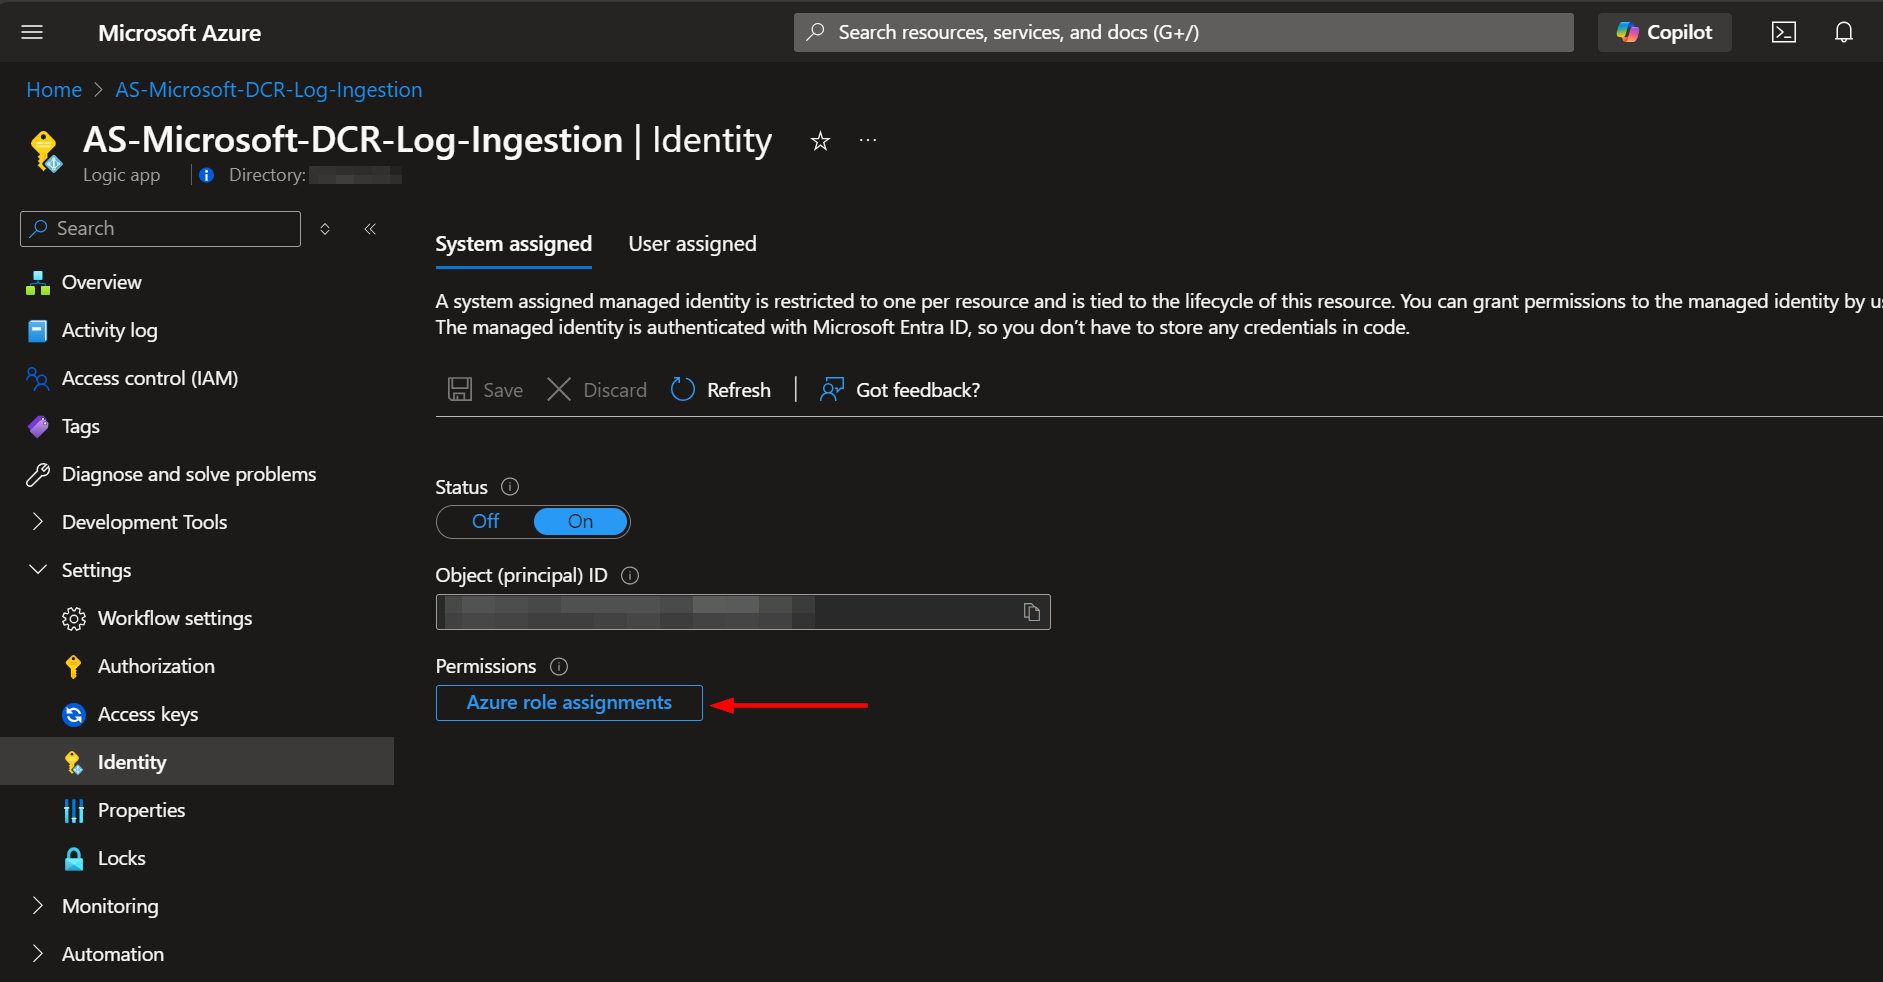 Microsoft Azure
Search resources, services, and docs (G+/)
Copilot
Home > AS-Microsoft-DCR-Log-Ingestion
AS-Microsoft-DCR-Log-Ingestion | Identity
Logic app
Directory:
Search
System assigned
User assigned
A system assigned managed identity is restricted to one per resource and is tied to the lifecycle of this resource. You can grant permissions to the managed identity by
The managed identity is authenticated with Microsoft Entra ID, so you don’t have to store any credentials in code.
Save
Discard
Refresh
Got feedback?
Overview
Activity log
Access control (IAM)
Tags
Diagnose and solve problems
Development Tools
Settings
Workflow settings
Authorization
Access keys
Identity
Properties
Locks
Monitoring
Automation
Status
Off
On
Object (principal) ID
Permissions
Azure role assignments